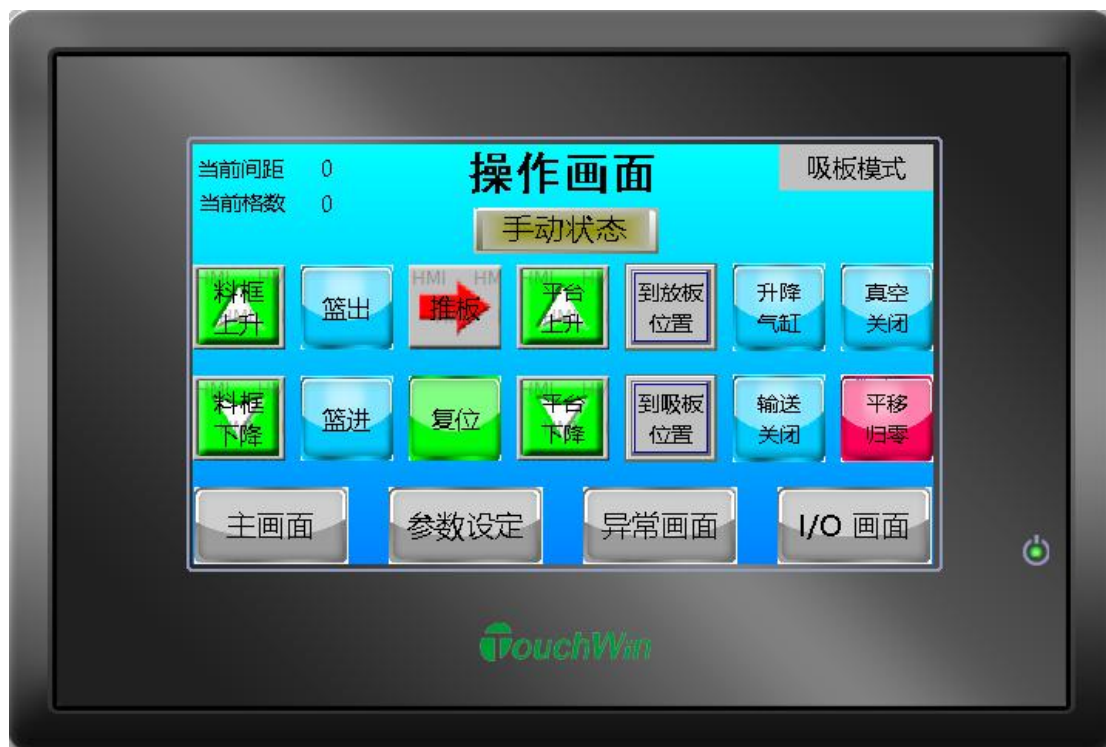 当前间距 0
操作画面
吸板模式
当前格数 0
手动状态
料框
上升
篮出
HMI HM
推板
平台
上升
到放板
位置
升降
气缸
真空
关闭
料框
下降
篮进
复位
平台
下降
到吸板
位置
输送
关闭
平移
归零
主画面
参数设定
异常画面
I/O 画面
TouchWin